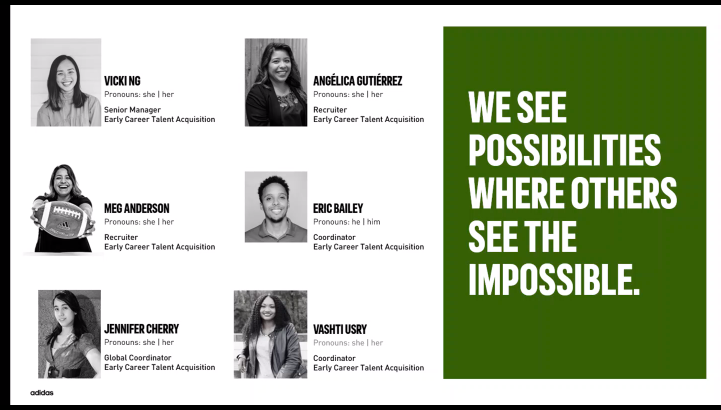 VICKI NG
Pronouns: she | her
Senior Manager
Early Career Talent Acquisition
ANGÉLICA GUTIÉRREZ
Pronouns: she | her
Recruiter
Early Career Talent Acquisition
MEG ANDERSON
Pronouns: she | her
Recruiter
Early Career Talent Acquisition
ERIC BAILEY
Pronouns: he | him
Coordinator
Early Career Talent Acquisition
JENNIFER CHERRY
Pronouns: she | her
Global Coordinator
Early Career Talent Acquisition
VASHTI USRY
Pronouns: she | her
Coordinator
Early Career Talent Acquisition
WE SEE
POSSIBILITIES
WHERE OTHERS
SEE THE
IMPOSSIBLE.
adidas